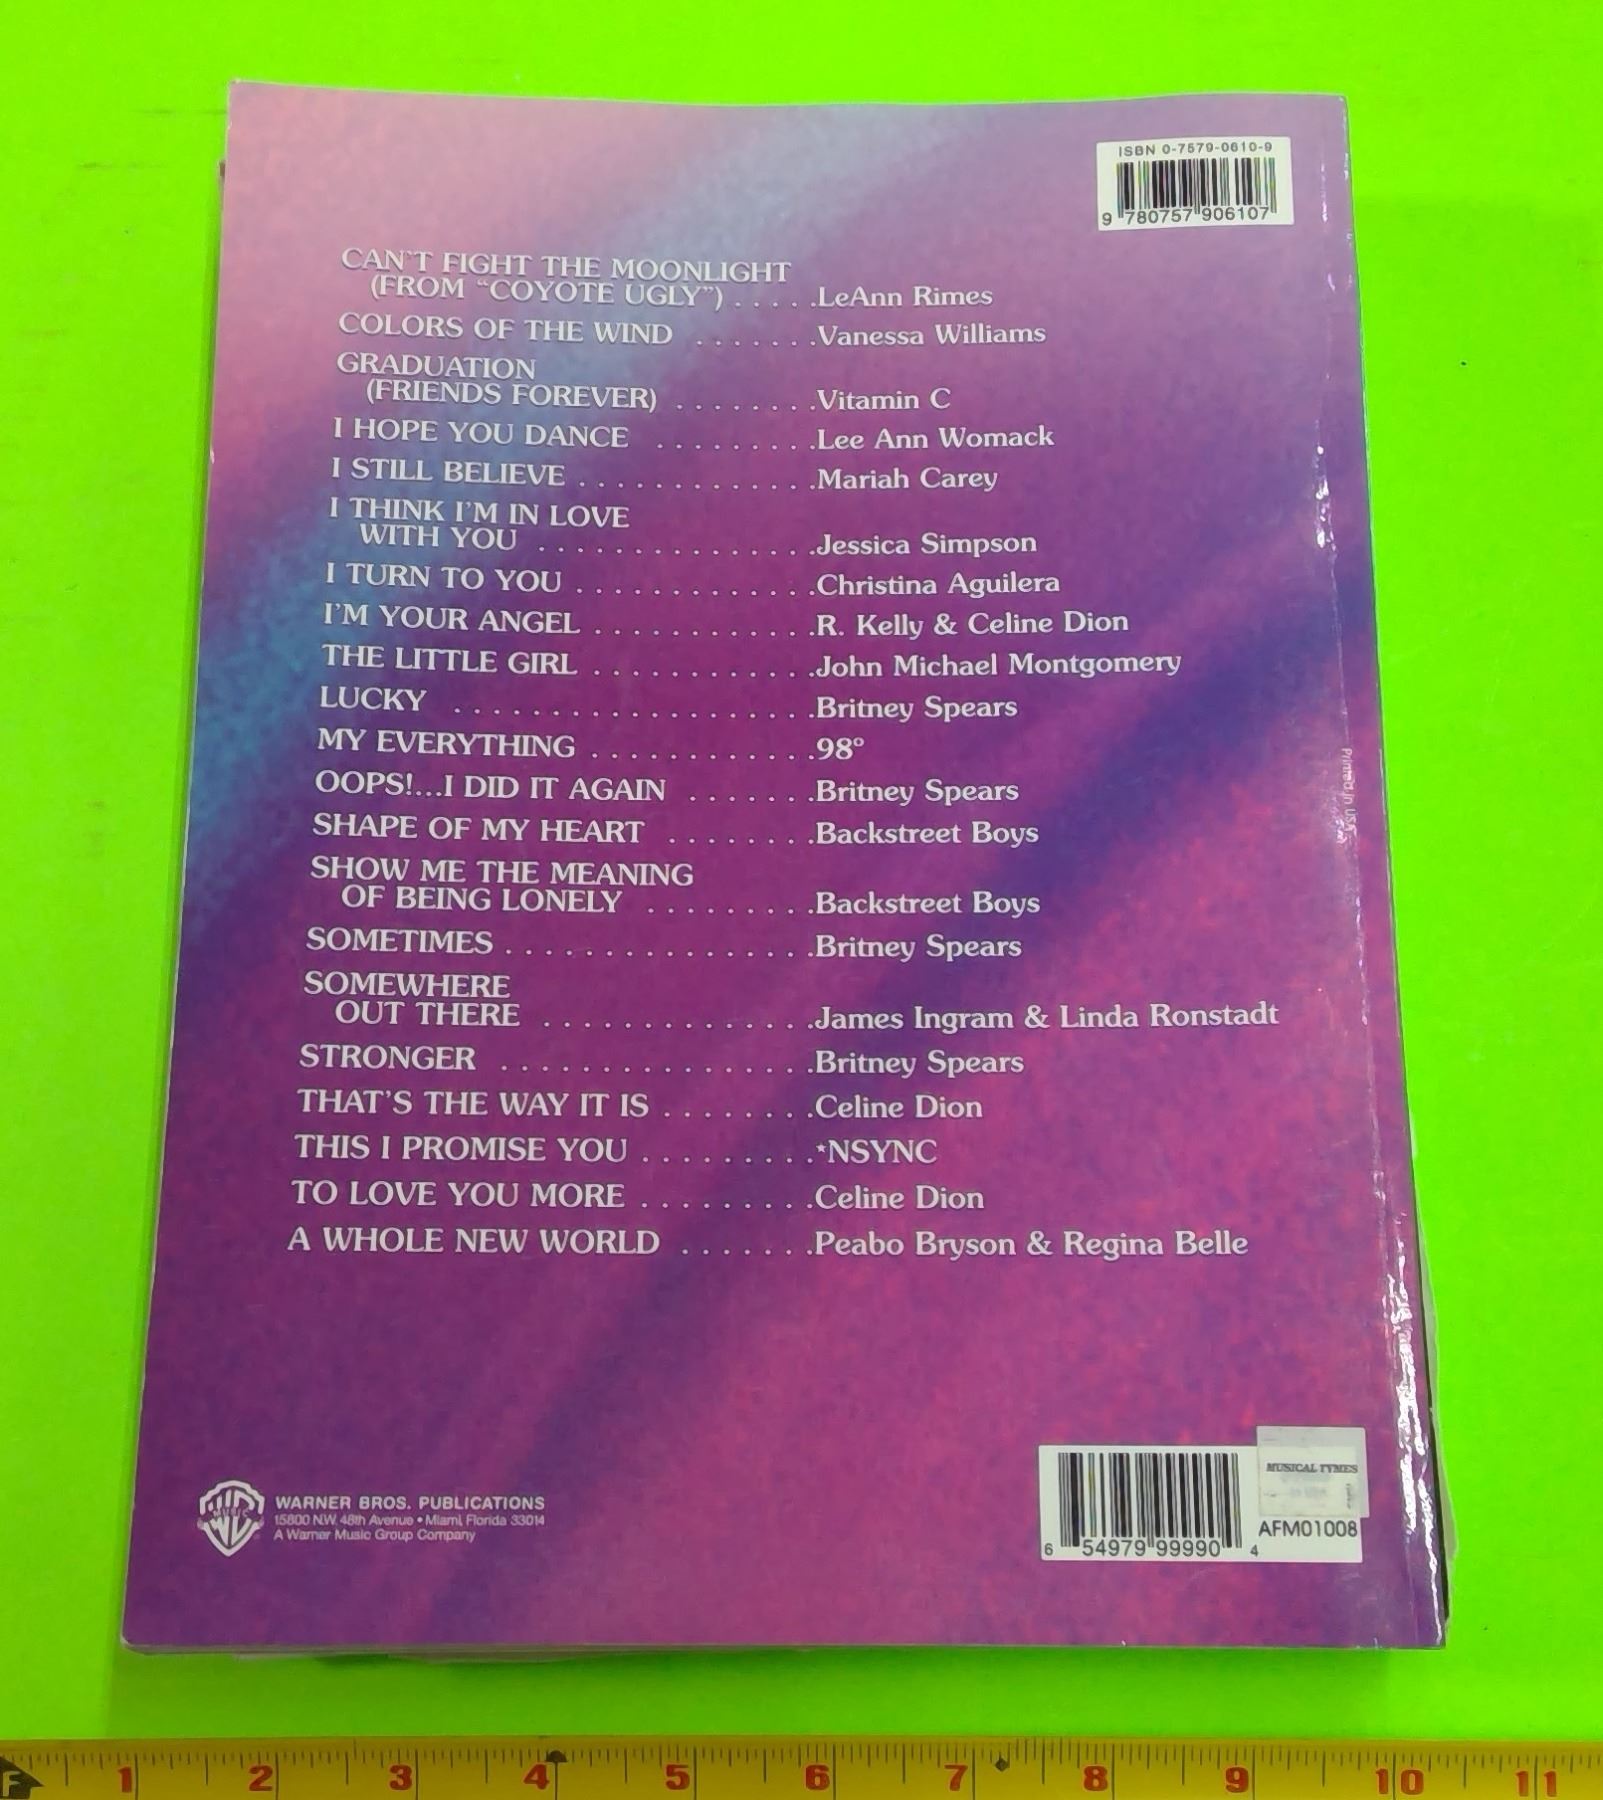 ISBN 0-7579-0610-9
9 780757 906107
CAN'T FIGHT THE MOONLIGHT
(FROM "COYOTE UGLY") . . . . .LeAnn Rimes
COLORS OF THE WIND . . . . . . .Vanessa Williams
GRADUATION
(FRIENDS FOREVER) . . . . . . . .Vitamin C
I HOPE YOU DANCE . . . . . . . . .Lee Ann Womack
I STILL BELIEVE . . . . . . . . . . . . .Mariah Carey
I THINK I'M IN LOVE
WITH YOU . . . . . . . . . . . . . . .Jessica Simpson
I TURN TO YOU . . . . . . . . . . . . .Christina Aguilera
I'M YOUR ANGEL . . . . . . . . . . . .R. Kelly & Celine Dion
THE LITTLE GIRL . . . . . . . . . . . .John Michael Montgomery
LUCKY . . . . . . . . . . . . . . . . . . .Britney Spears
MY EVERYTHING . . . . . . . . . . . .98°
OOPS!...I DID IT AGAIN . . . . . . .Britney Spears
SHAPE OF MY HEART . . . . . . . .Backstreet Boys
SHOW ME THE MEANING
OF BEING LONELY . . . . . . . . .Backstreet Boys
SOMETIMES . . . . . . . . . . . . . . . .Britney Spears
SOMEWHERE
OUT THERE . . . . . . . . . . . . . .James Ingram & Linda Ronstadt
STRONGER . . . . . . . . . . . . . . . .Britney Spears
THAT'S THE WAY IT IS . . . . . . . .Celine Dion
THIS I PROMISE YOU . . . . . . . . .*NSYNC
TO LOVE YOU MORE . . . . . . . . .Celine Dion
A WHOLE NEW WORLD . . . . . . .Peabo Bryson & Regina Belle
Printed in USA
MUSIC
WARNER BROS. PUBLICATIONS
15800 N.W. 48th Avenue • Miami, Florida 33014
A Warner Music Group Company
MUSICAL TYMES
AFM01008
6 54979 99990 4
F 1 2 3 4 5 6 7 8 9 10 11